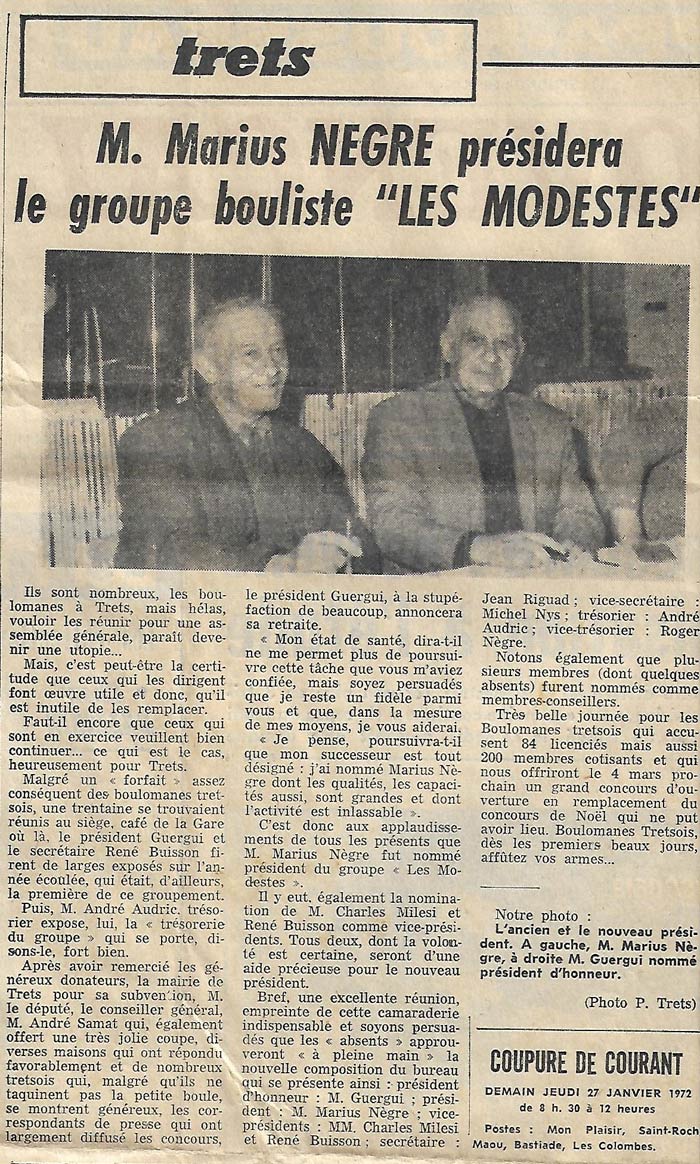 trets
M. Marius NEGRE présidera
le groupe bouliste "LES MODESTES"
Ils sont nombreux, les bou-
lomanes à Trets, mais hélas,
vouloir les réunir pour une as-
semblée générale, paraît deve-
nir une utopie...
Mais, c'est peut-être la certi-
tude que ceux qui les dirigent
font œuvre utile et donc, qu'il
est inutile de les remplacer.
Faut-il encore que ceux qui
sont en exercice veuillent bien
continuer... ce qui est le cas,
heureusement pour Trets.
Malgré un « forfait » assez
conséquent des boulomanes tret-
sois, une trentaine se trouvaient
réunis au siège, café de la Gare
où là, le président Guergui et
le secrétaire René Buisson fi-
rent de larges exposés sur l'an-
née écoulée, qui était, d'ailleurs,
la première de ce groupement.
Puis, M. André Audric, tréso-
rier expose, lui, la « trésorerie
du groupe » qui se porte, di-
sons-le, fort bien.
Après avoir remercié les gé-
néreux donateurs, la mairie de
Trets pour sa subvention, M.
le député, le conseiller général,
M. André Samat qui, également
offert une très jolie coupe, di-
verses maisons qui ont répondu
favorablement et de nombreux
tretsois qui, malgré qu'ils ne
taquinent pas la petite boule,
se montrent généreux, les cor-
respondants de presse qui ont
largement diffusé les concours,
le président Guergui, à la stupé-
faction de beaucoup, annoncera
sa retraite.
« Mon état de santé, dira-t-il
ne me permet plus de poursui-
vre cette tâche que vous m'aviez
confiée, mais soyez persuadés
que je reste un fidèle parmi
vous et que, dans la mesure
de mes moyens, je vous aiderai.
« Je pense, poursuivra-t-il
que mon successeur est tout
désigné : j'ai nommé Marius Nè-
gre dont les qualités, les capaci-
tés aussi, sont grandes et dont
l'activité est inlassable ».
C'est donc aux applaudisse-
ments de tous les présents que
M. Marius Nègre fut nommé
président du groupe « Les Mo-
destes ».
Il y eut, également la nomina-
tion de M. Charles Milesi et
René Buisson comme vice-prési-
dents. Tous deux, dont la volon-
té est certaine, seront d'une
aide précieuse pour le nouveau
président.
Bref, une excellente réunion,
empreinte de cette camaraderie
indispensable et soyons persua-
dés que les « absents » approu-
veront « à pleine main » la
nouvelle composition du bureau
qui se présente ainsi : président
d'honneur : M. Guergui ; prési-
dent : M. Marius Nègre ; vice-
présidents : MM. Charles Milesi
et René Buisson ; secrétaire :
Jean Riguad ; vice-secrétaire :
Michel Nys ; trésorier : André
Audric ; vice-trésorier : Roger
Nègre.
Notons également que plu-
sieurs membres (dont quelques
absents) furent nommés comme
membres-conseillers.
Très belle journée pour les
Boulomanes tretsois qui accu-
sent 84 licenciés mais aussi
200 membres cotisants et qui
nous offriront le 4 mars pro-
chain un grand concours d'ou-
verture en remplacement du
concours de Noël qui ne put
avoir lieu. Boulomanes Tretsois,
dès les premiers beaux jours,
affûtez vos armes...
Notre photo :
L'ancien et le nouveau prési-
dent. A gauche, M. Marius Nè-
gre, à droite M. Guergui nommé
président d'honneur.
(Photo P. Trets)
COUPURE DE COURANT
DEMAIN JEUDI 27 JANVIER 1972
de 8 h. 30 à 12 heures
Postes : Mon Plaisir, Saint-Roch
Maou, Bastiade, Les Colombes.